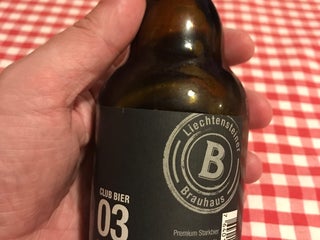 Liechtensteiner
B
Brauhaus
CLUB BIER
03
Premium Starkbier